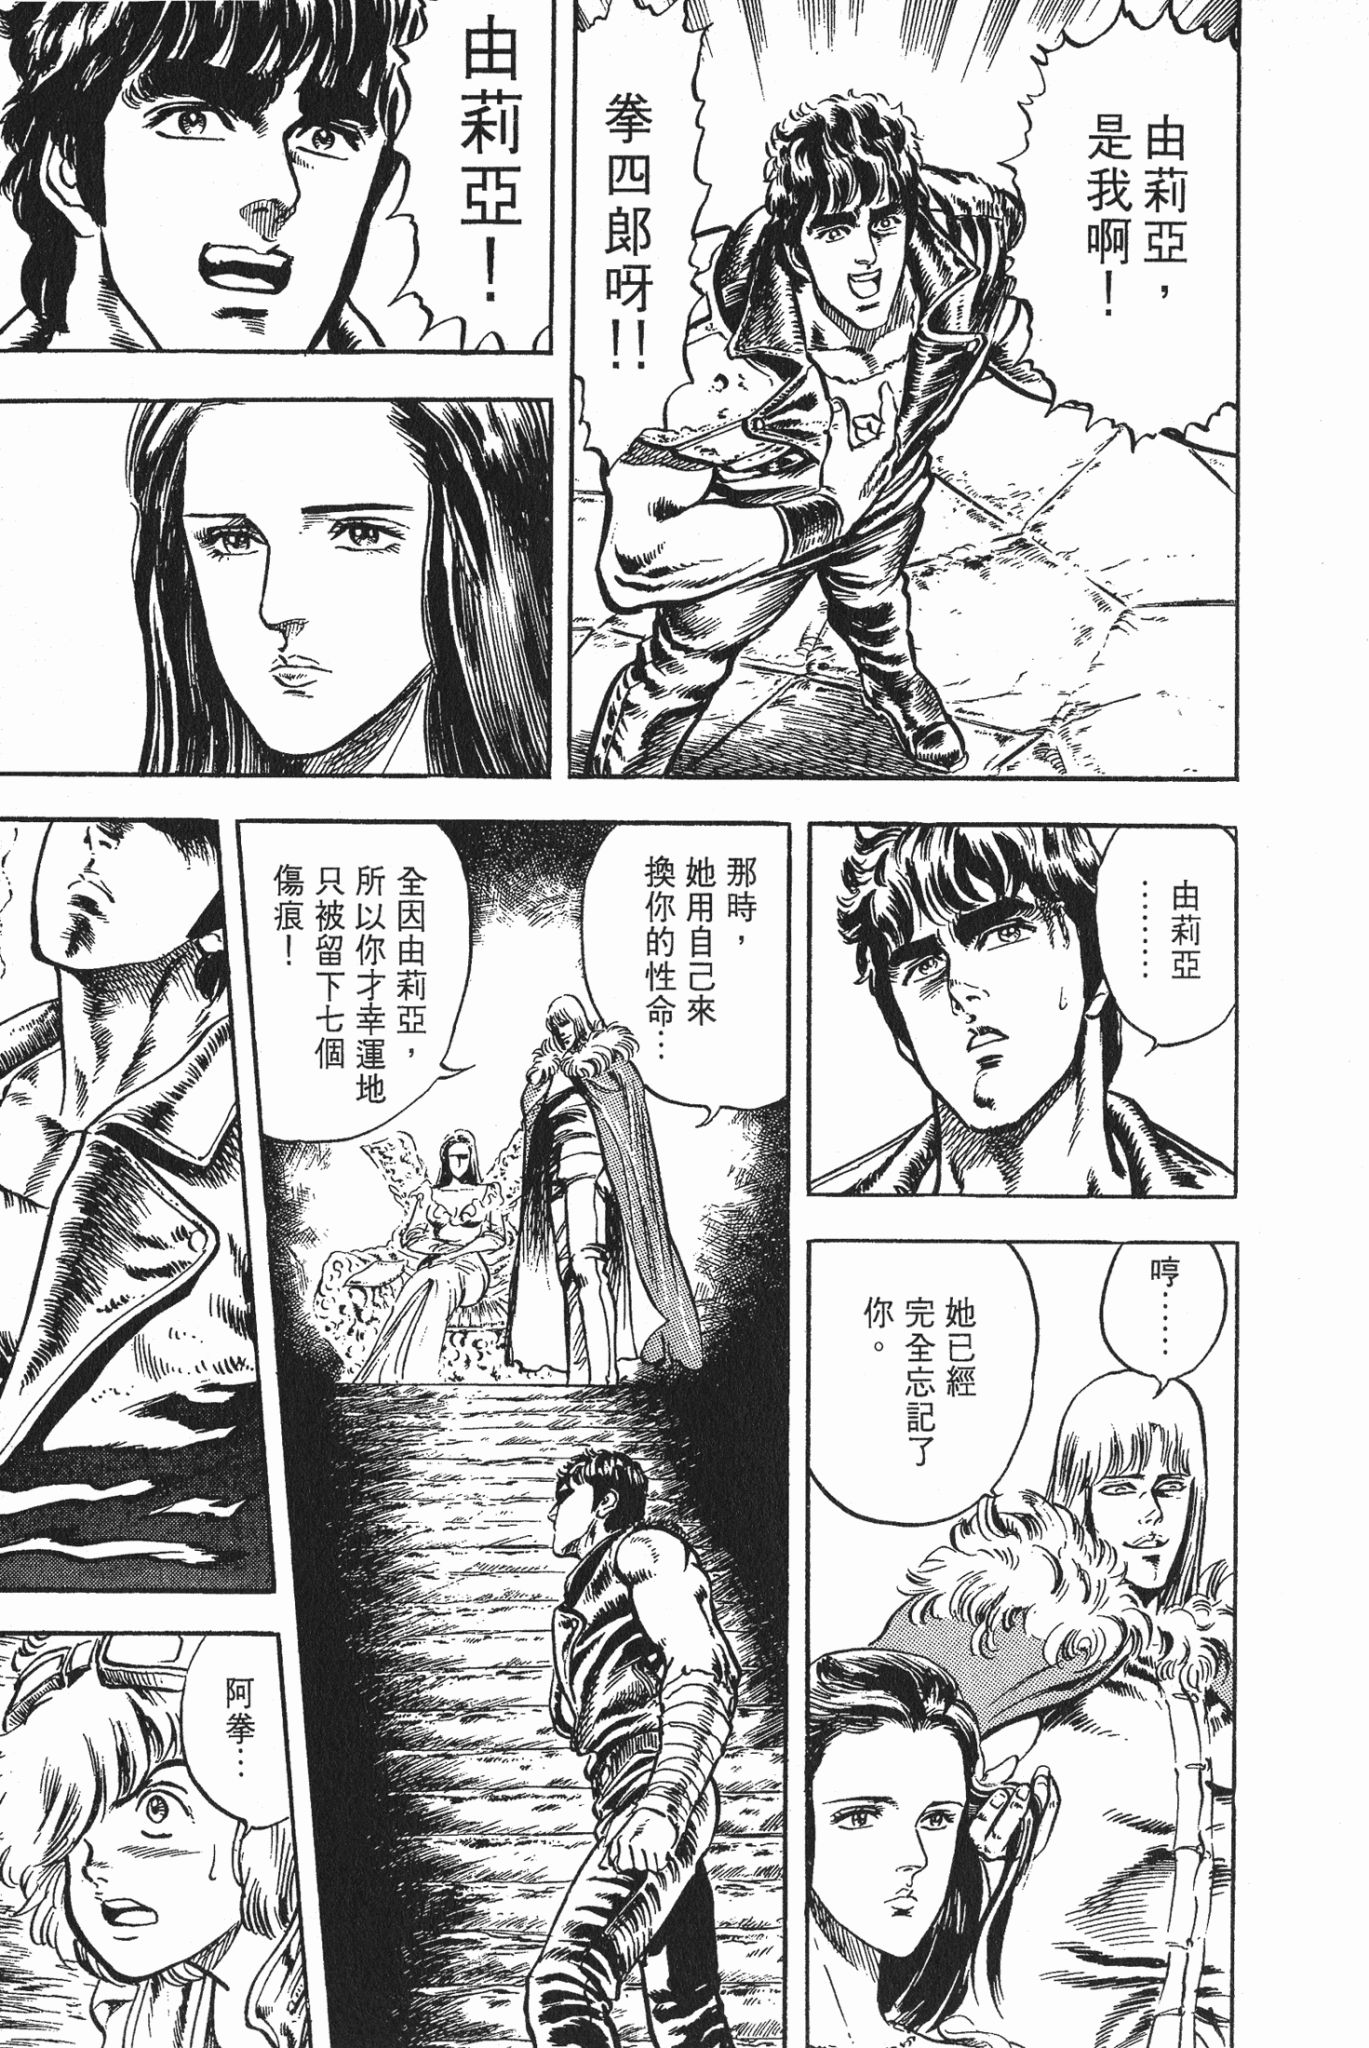 由莉亞，
是我啊！
拳四郎呀!!
由莉亞！
由莉亞
………
哼……
她已經
完全忘記了
你。
那時，
她用自己來
換你的性命…
全因由莉亞，
所以你才幸運地
只被留下七個
傷痕！
阿拳…